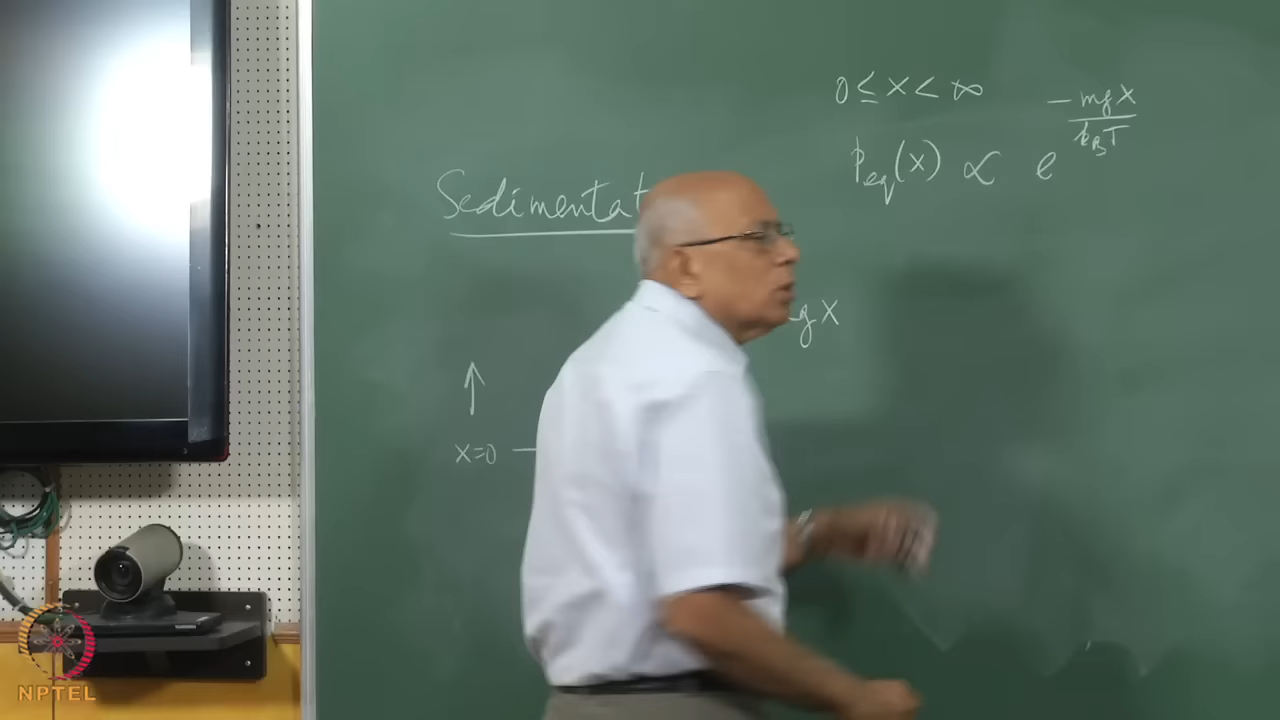 0 ≤ x < ∞
p_eq(x) ∝ e^{-mgx/k_BT}
Sedimentat
gx
x=0
NPTEL